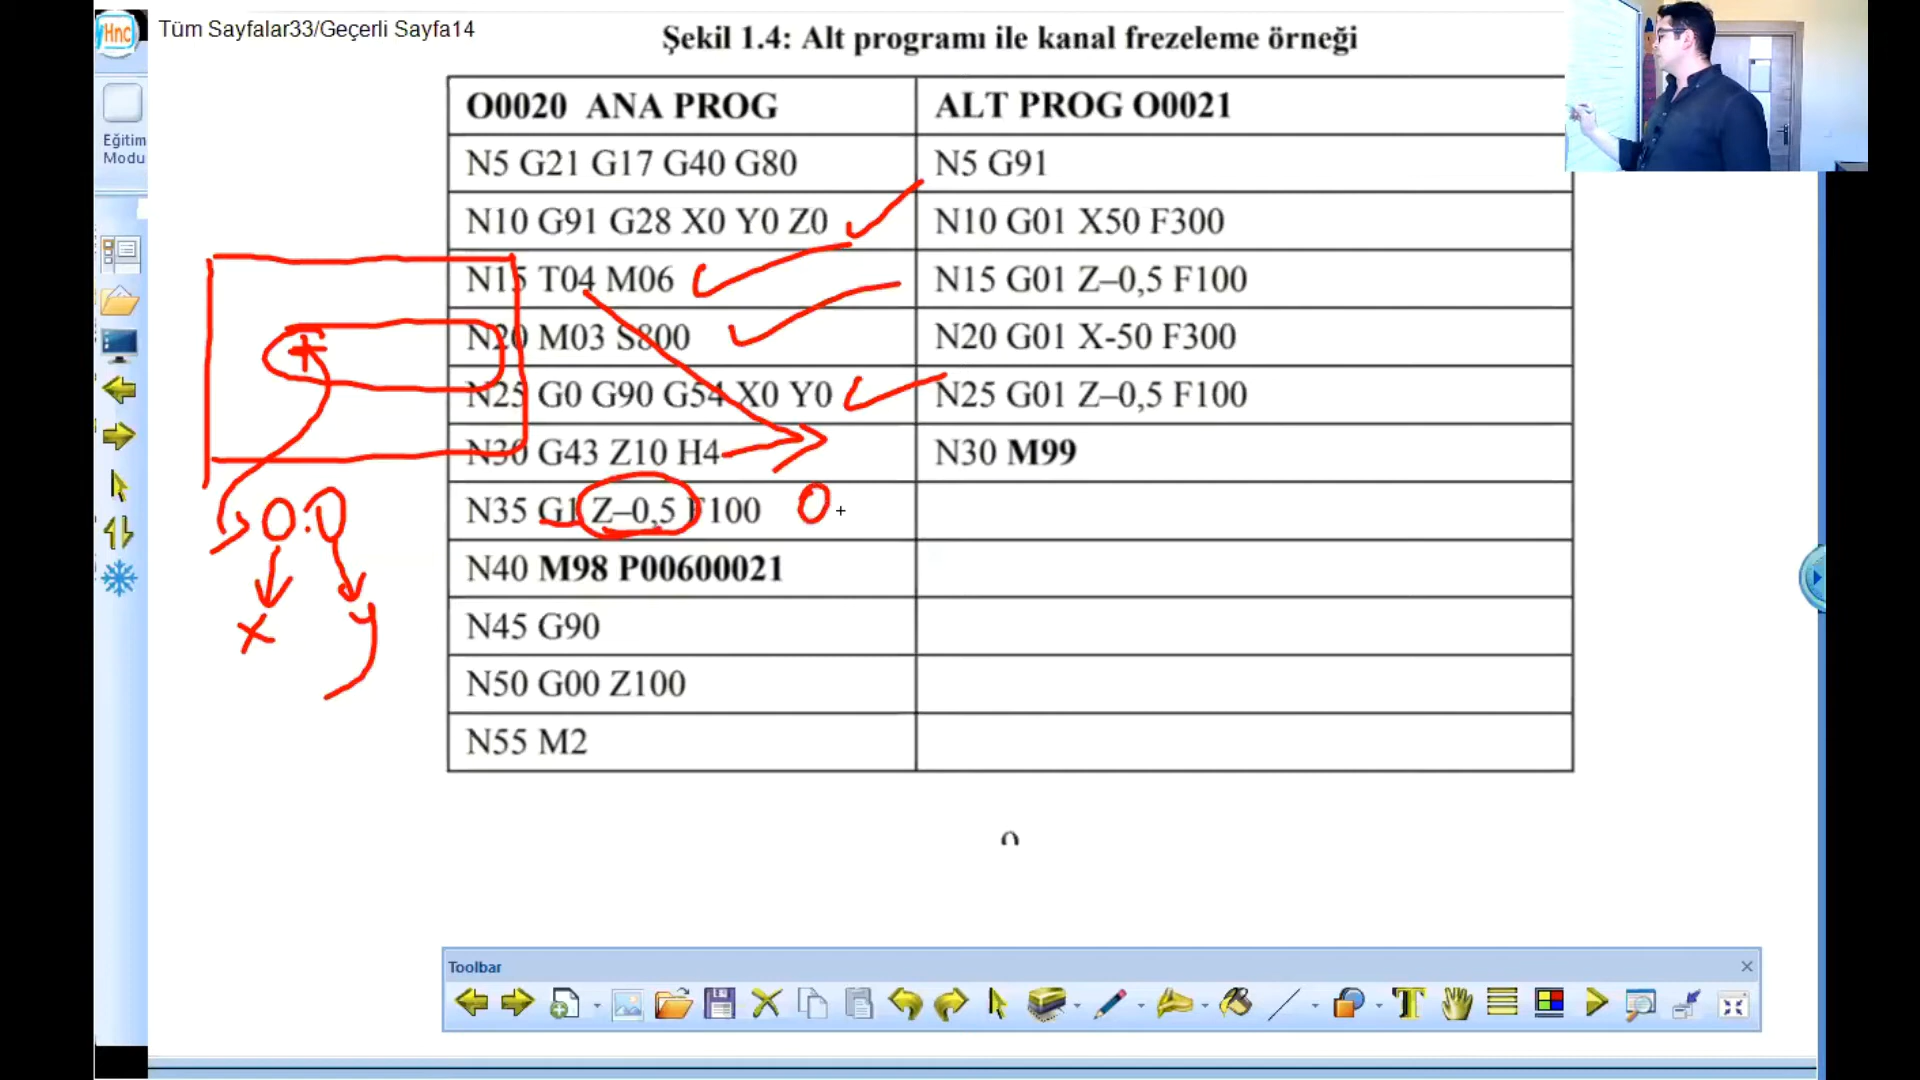 Hnc
Tüm Sayfalar33/Geçerli Sayfa14
Eğitim
Modu
Şekil 1.4: Alt programı ile kanal frezeleme örneği
O0020 ANA PROG
ALT PROG O0021
N5 G21 G17 G40 G80
N5 G91
N10 G91 G28 X0 Y0 Z0
N10 G01 X50 F300
N15 T04 M06
N15 G01 Z–0,5 F100
N20 M03 S800
N20 G01 X-50 F300
N25 G0 G90 G54 X0 Y0
N25 G01 Z–0,5 F100
N30 G43 Z10 H4
N30 M99
N35 G1 Z–0,5 F100
0
0:0
N40 M98 P00600021
x y
N45 G90
N50 G00 Z100
N55 M2
Toolbar